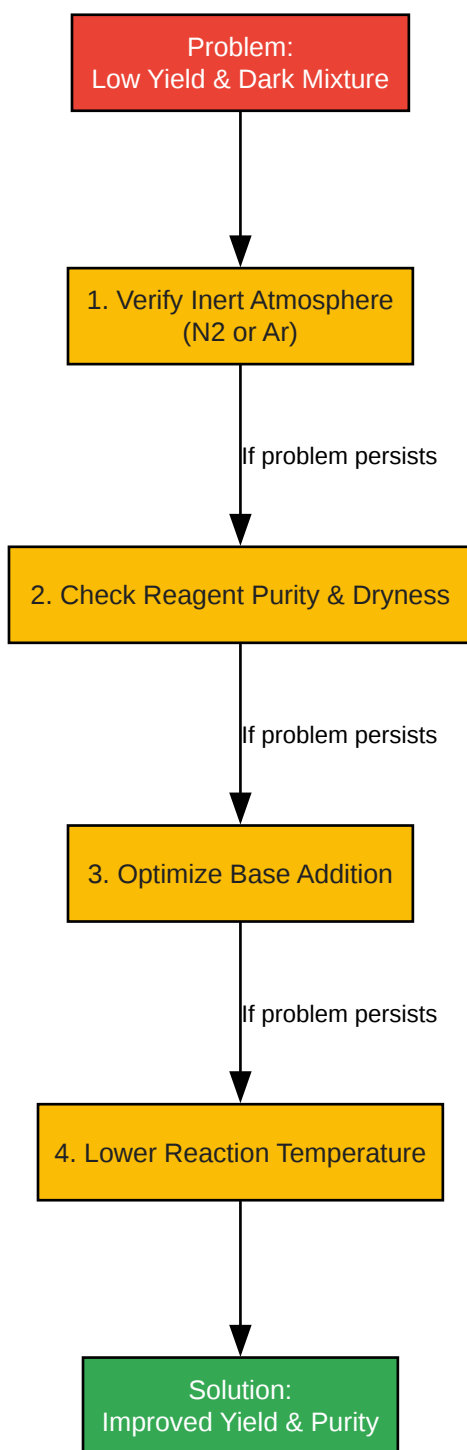 Problem:
Low Yield & Dark Mixture
1. Verify Inert Atmosphere
(N2 or Ar)
If problem persists
2. Check Reagent Purity & Dryness
If problem persists
3. Optimize Base Addition
If problem persists
4. Lower Reaction Temperature
Solution:
Improved Yield & Purity